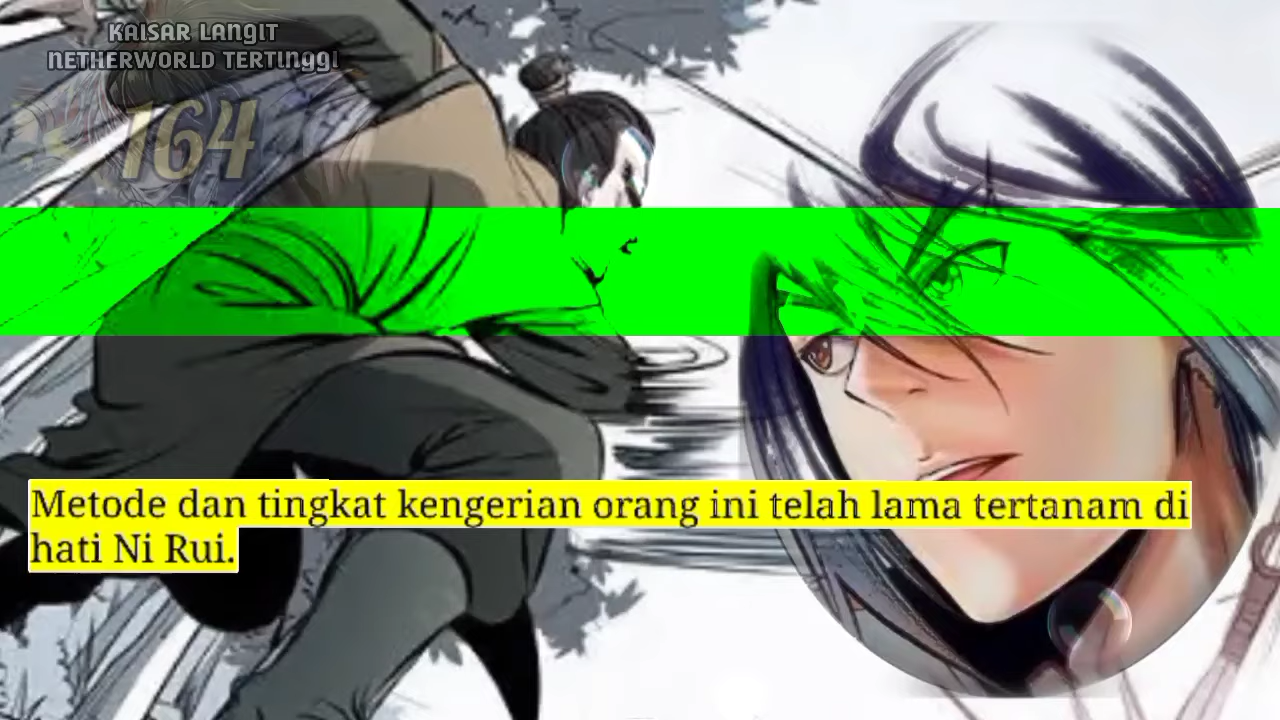 KAISAR LANGIT
NETHERWORLD TERTINGGI
164
Metode dan tingkat kengerian orang ini telah lama tertanam di
hati Ni Rui.